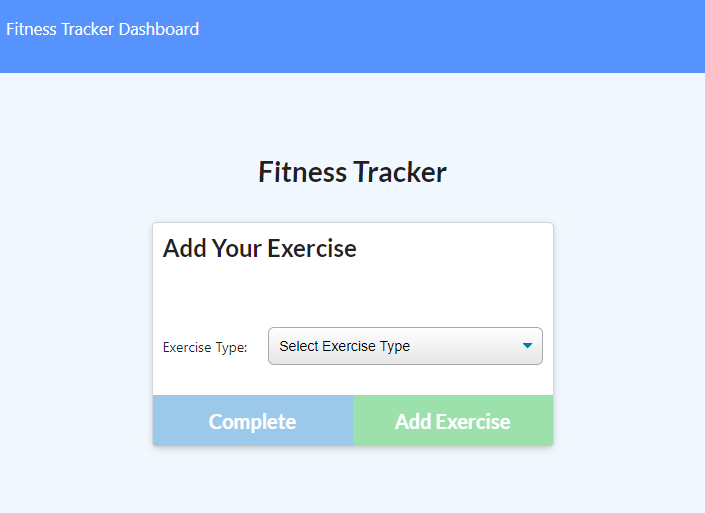 Fitness Tracker Dashboard
Fitness Tracker
Add Your Exercise
Exercise Type: Select Exercise Type
Complete Add Exercise